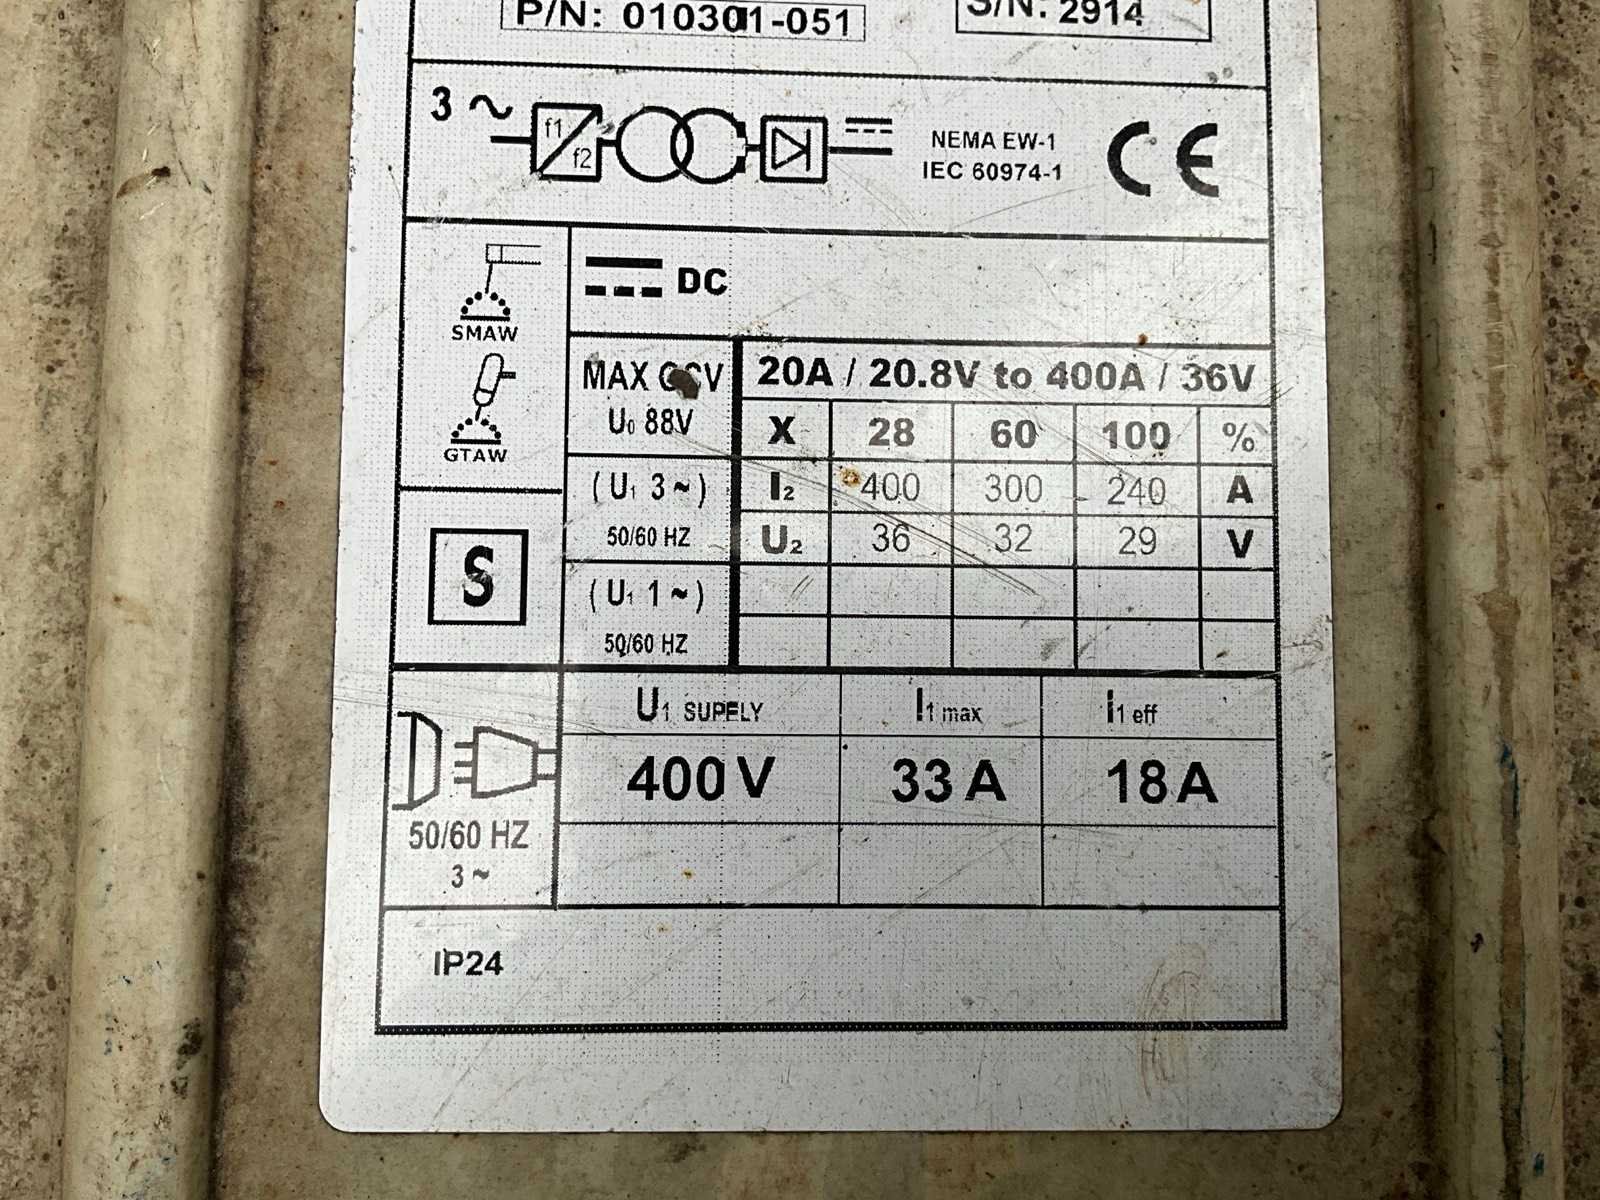 P/N: 010301-051
S/N: 2914
3 ~
f1
f2
NEMA EW-1
IEC 60974-1
CE
SMAW
GTAW
S
DC
MAX OCV
U0 88V
20A / 20.8V to 400A / 36V
X 28 60 100 %
(U1 3~)
50/60 HZ
I2 400 300 240 A
U2 36 32 29 V
(U1 1~)
50/60 HZ
U1 SUPPLY I1 max I1 eff
400V 33A 18A
50/60 HZ
3~
IP24